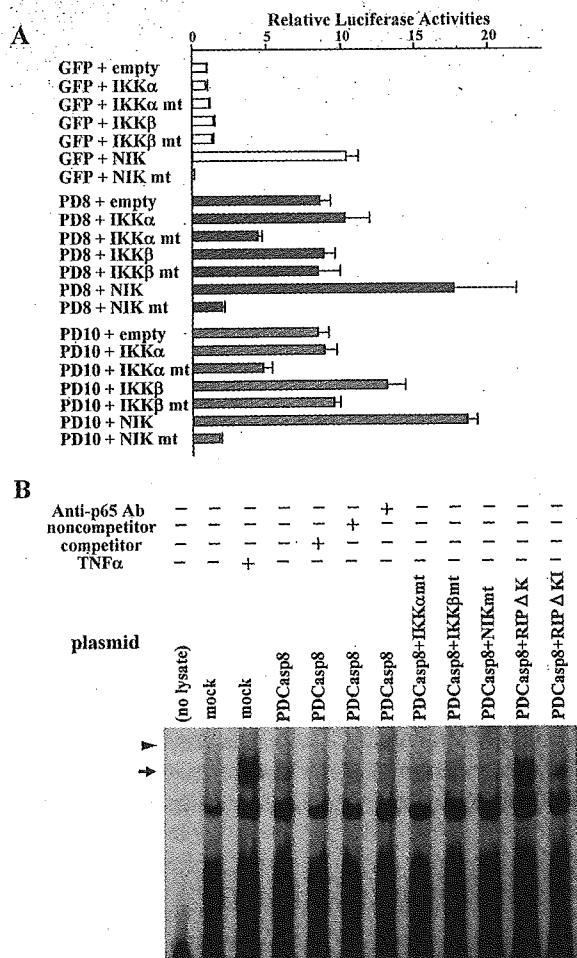 A
Relative Luciferase Activities
0 5 10 15 20
GFP + empty
GFP + IKKα
GFP + IKKα mt
GFP + IKKβ
GFP + IKKβ mt
GFP + NIK
GFP + NIK mt
PD8 + empty
PD8 + IKKα
PD8 + IKKα mt
PD8 + IKKβ
PD8 + IKKβ mt
PD8 + NIK
PD8 + NIK mt
PD10 + empty
PD10 + IKKα
PD10 + IKKα mt
PD10 + IKKβ
PD10 + IKKβ mt
PD10 + NIK
PD10 + NIK mt
B
Anti-p65 Ab − − − − − − + − − − − −
noncompetitor − − − − − + − − − − − −
competitor − − − − + − − − − − − −
TNFα − − + − − − − − − − − −
plasmid
(no lysate)
mock
mock
PDCasp8
PDCasp8
PDCasp8
PDCasp8
PDCasp8+IKKαmt
PDCasp8+IKKβmt
PDCasp8+NIKmt
PDCasp8+RIP Δ K
PDCasp8+RIP Δ KI